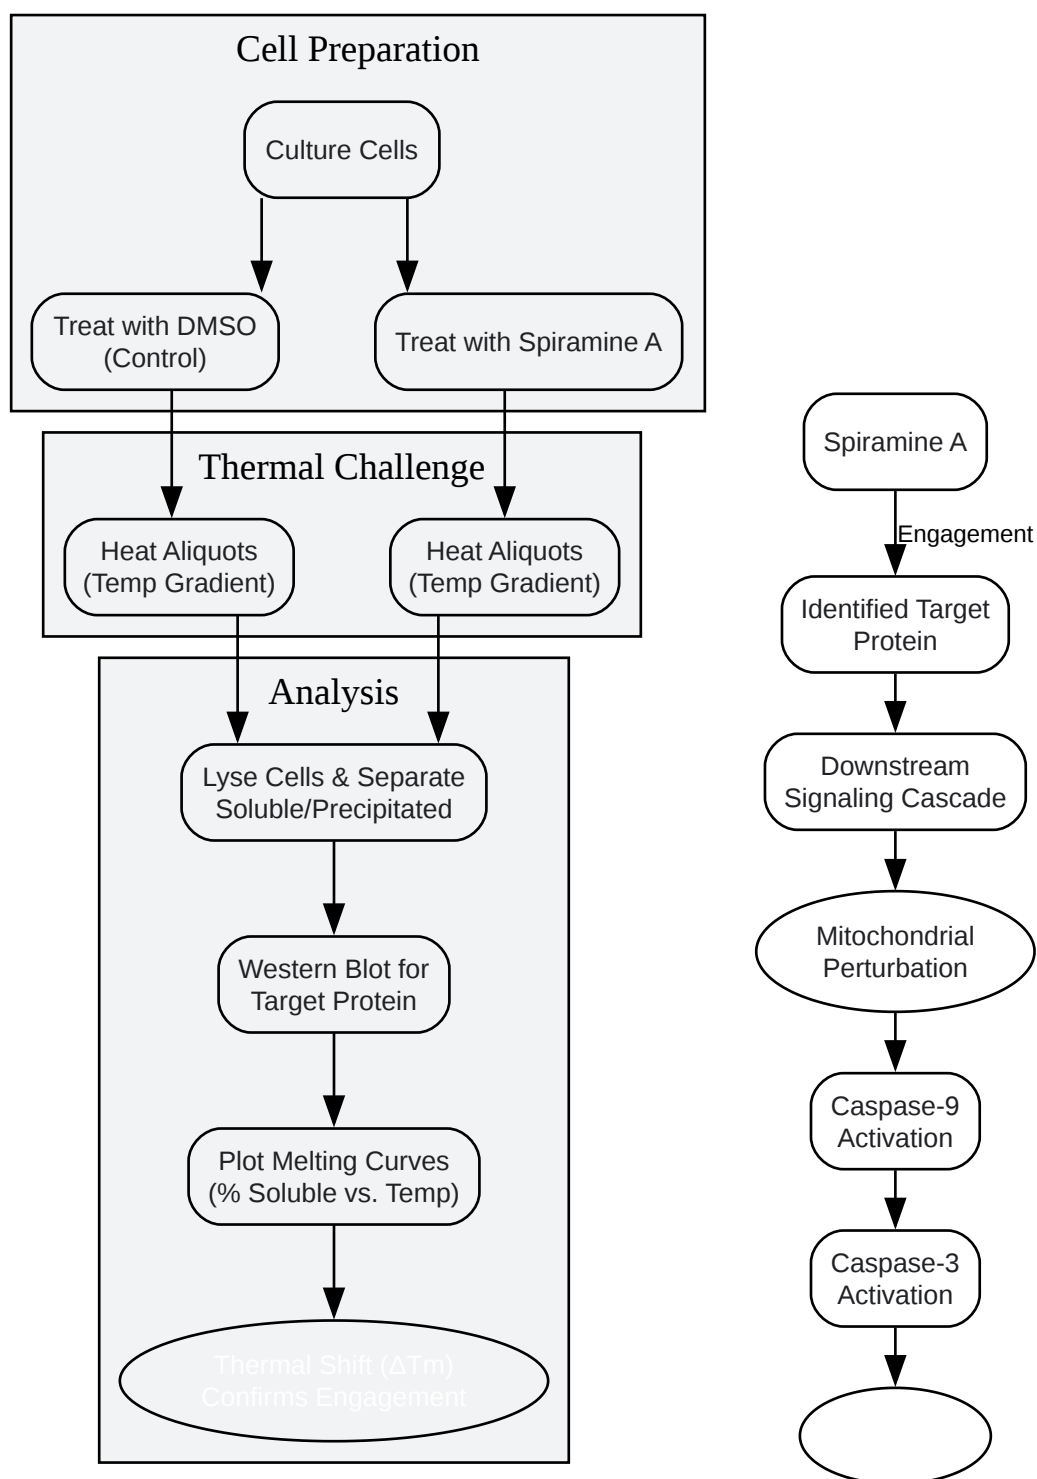 Cell Preparation
Culture Cells
Treat with DMSO
(Control)
Treat with Spiramine A
Thermal Challenge
Heat Aliquots
(Temp Gradient)
Heat Aliquots
(Temp Gradient)
Analysis
Lyse Cells & Separate
Soluble/Precipitated
Western Blot for
Target Protein
Plot Melting Curves
(% Soluble vs. Temp)
Thermal Shift (ΔTm)
Confirms Engagement
Spiramine A
Engagement
Identified Target
Protein
Downstream
Signaling Cascade
Mitochondrial
Perturbation
Caspase-9
Activation
Caspase-3
Activation